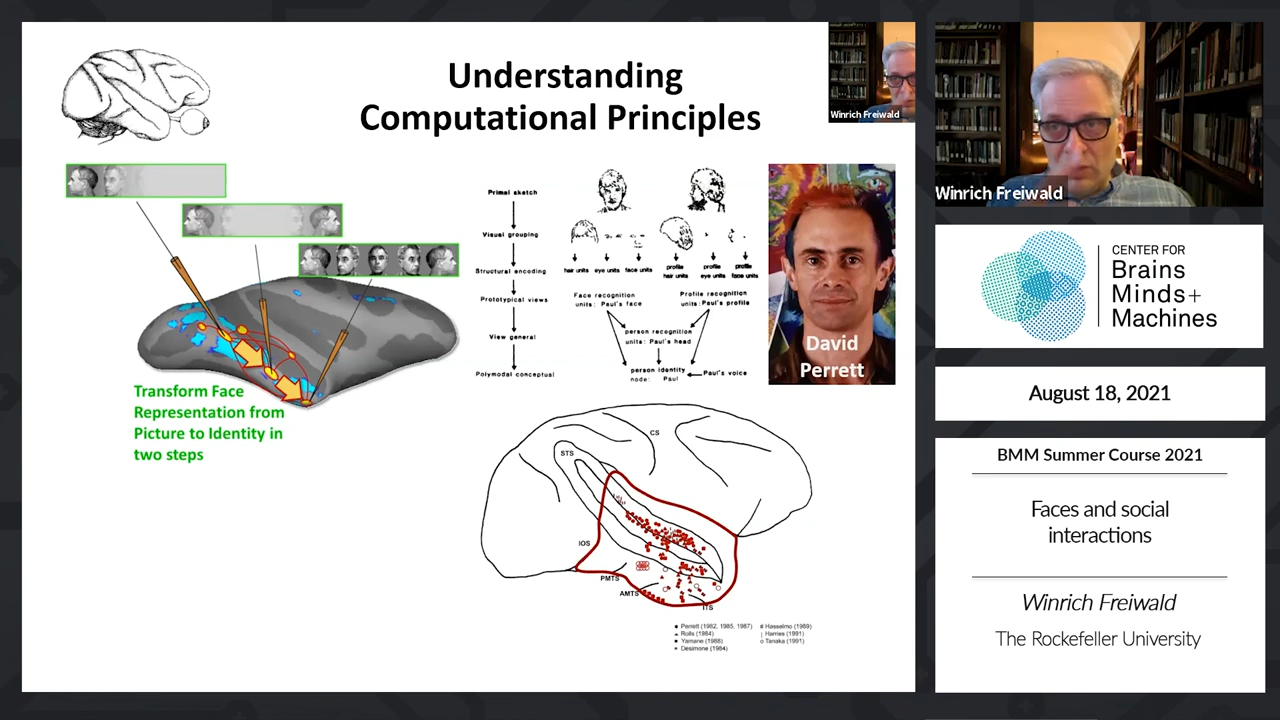 Understanding
Computational Principles
Winrich Freiwald
Transform Face
Representation from
Picture to Identity in
two steps
Primal sketch
Visual grouping
Structural encoding
Prototypical views
View general
Polymodal conceptual
hair units
eye units
face units
profile
hair units
profile
eye units
profile
face units
Face recognition
units: Paul's face
Profile recognition
units: Paul's profile
person recognition
units: Paul's head
person identity
node: Paul
Paul's voice
David
Perrett
CS
STS
IOS
PMTS
AMTS
ITS
Perrett (1982, 1985, 1987)
Rolls (1984)
Yamane (1988)
Desimone (1984)
Hasselmo (1989)
Harries (1991)
Tanaka (1991)
Winrich Freiwald
CENTER FOR
Brains
Minds+
Machines
August 18, 2021
BMM Summer Course 2021
Faces and social
interactions
Winrich Freiwald
The Rockefeller University